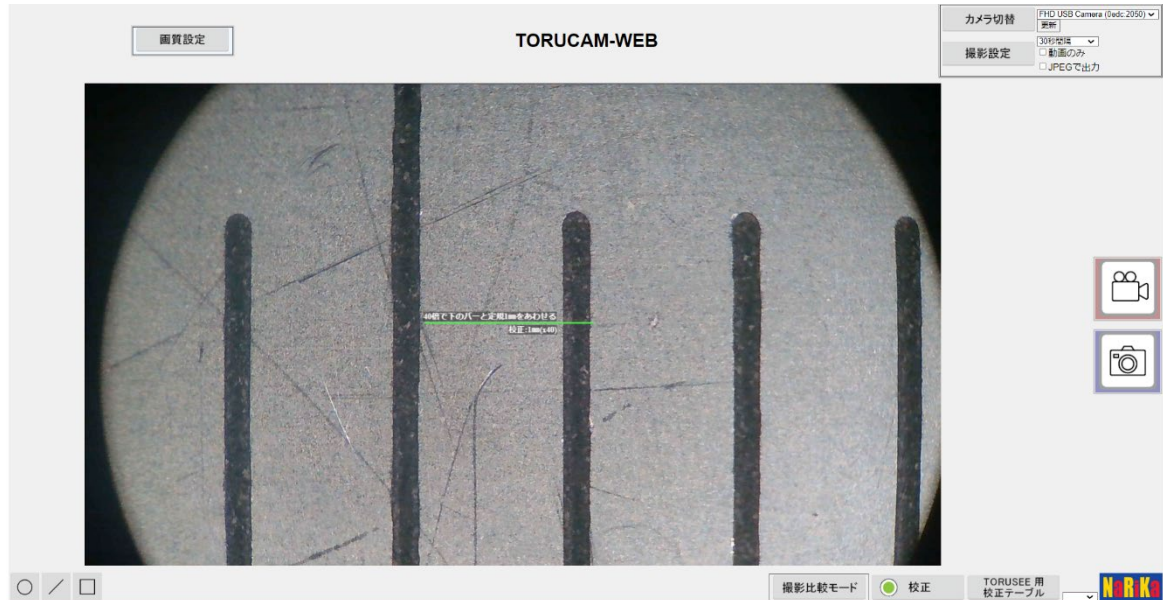 画質設定
TORUCAM-WEB
カメラ切替
FHD USB Camera (0edc:2050)
更新
撮影設定
30秒間隔
動画のみ
JPEGで出力
40倍で下のバーと定規1mmをあわせる
校正:1mm(x40)
撮影比較モード
校正
TORUSEE 用
校正テーブル
NaRiKa